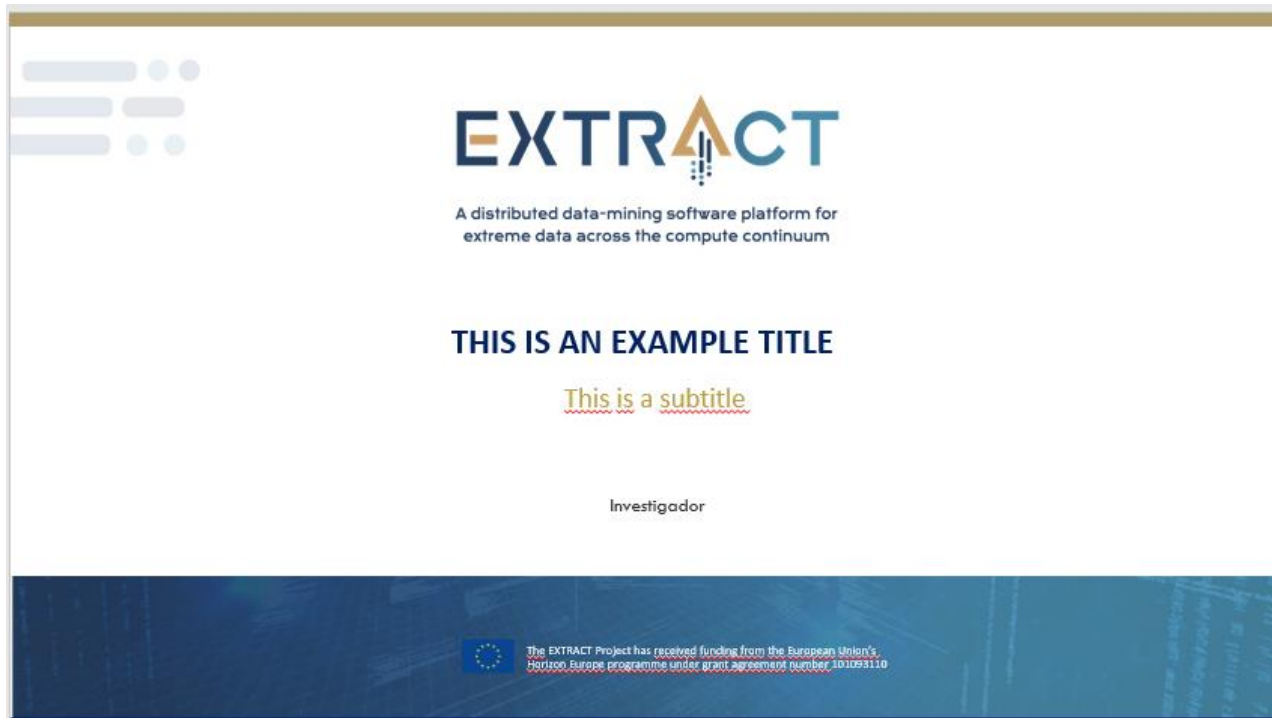 EXTRACT
A distributed data-mining software platform for
extreme data across the compute continuum
THIS IS AN EXAMPLE TITLE
This is a subtitle
Investigador
The EXTRACT Project has received funding from the European Union's
Horizon Europe programme under grant agreement number 101093110